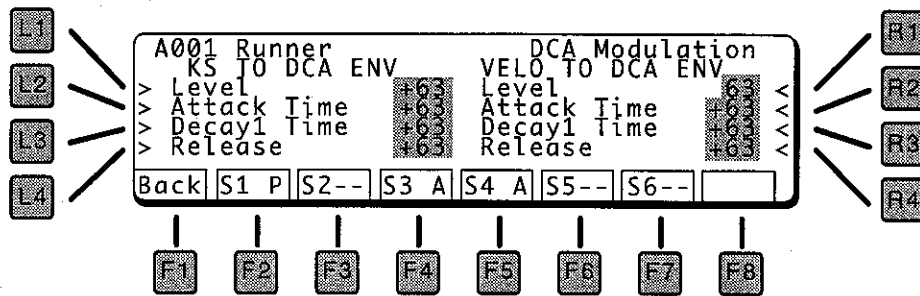 L1
L2
L3
L4
A001 Runner DCA Modulation
KS TO DCA ENV VELO TO DCA ENV
> Level +63 Level 63 <
> Attack Time +63 Attack Time +63 <
> Decay1 Time +63 Decay1 Time +63 <
> Release +63 Release +63 <
Back S1 P S2-- S3 A S4 A S5-- S6--
R1
R2
R3
R4
F1 F2 F3 F4 F5 F6 F7 F8